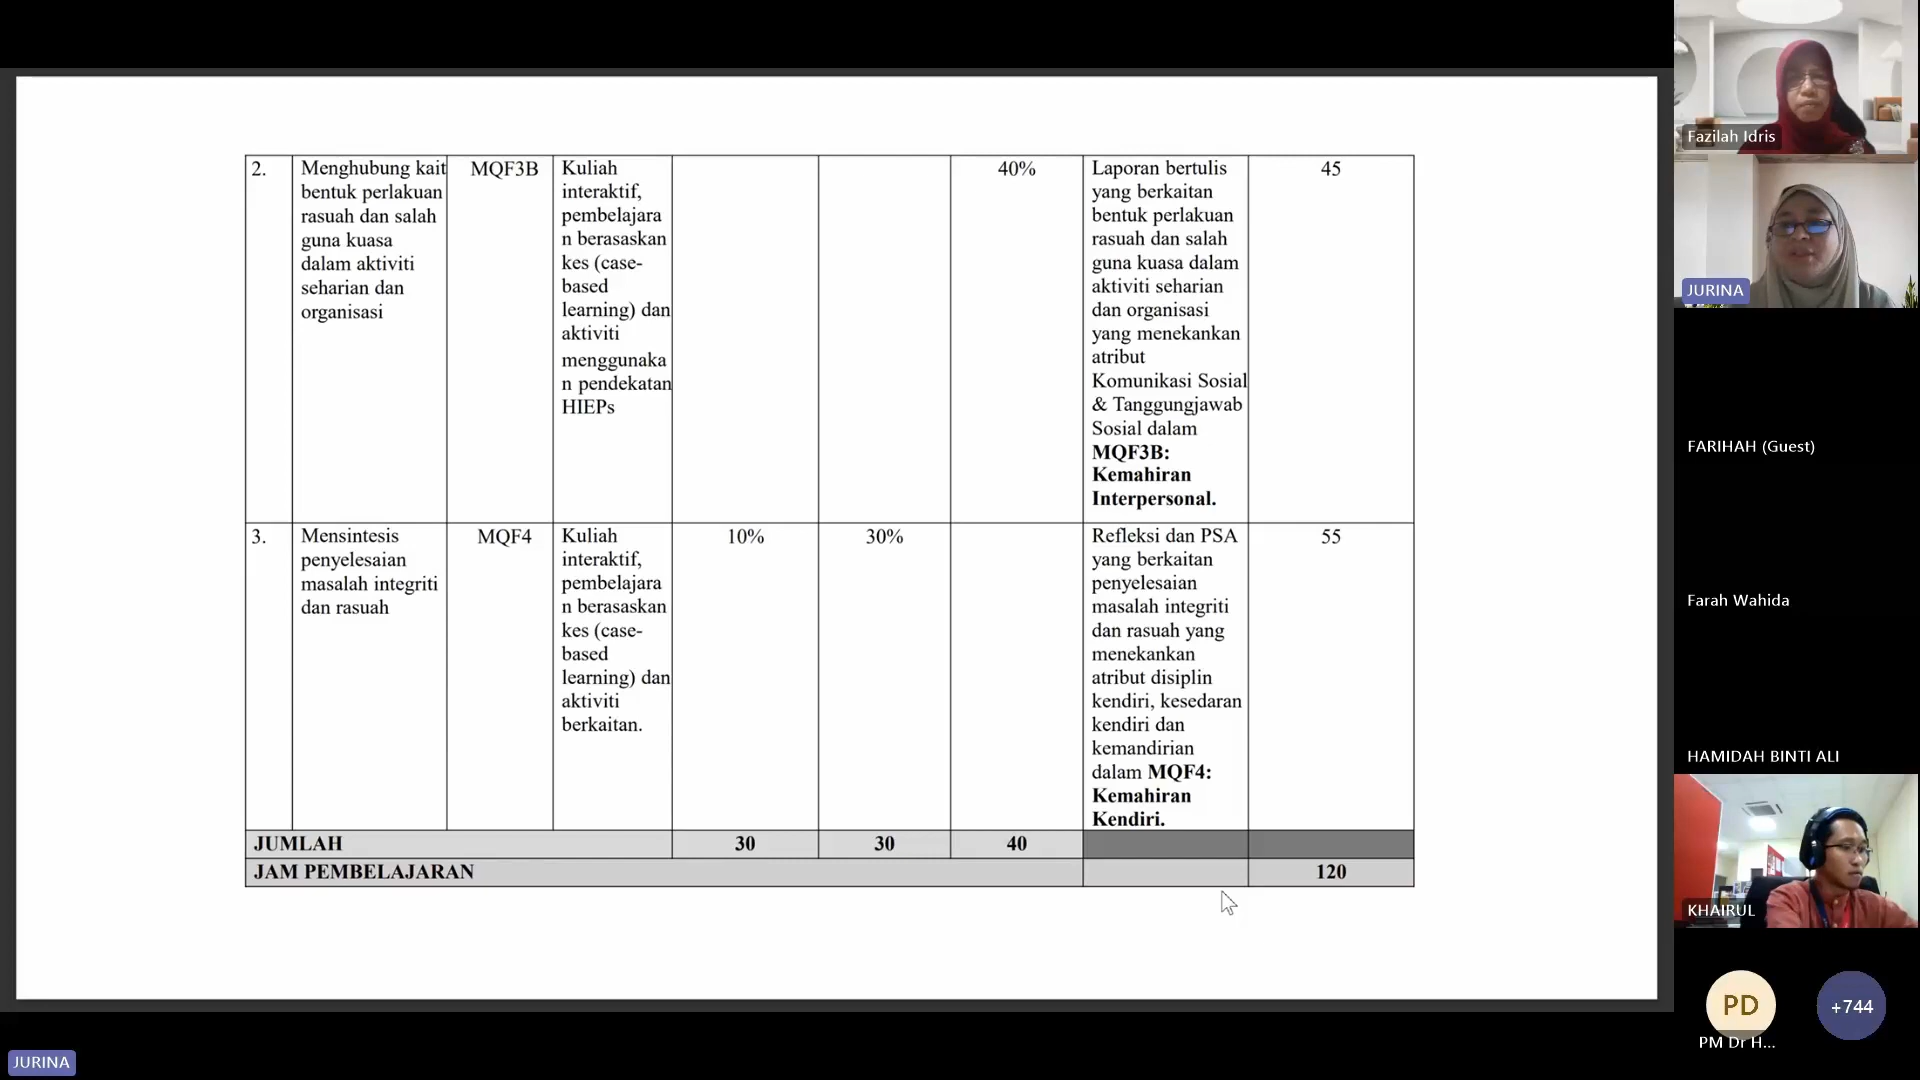 2.
Menghubung kait
bentuk perlakuan
rasuah dan salah
guna kuasa
dalam aktiviti
seharian dan
organisasi
MQF3B
Kuliah
interaktif,
pembelajara
n berasaskan
kes (case-
based
learning) dan
aktiviti
menggunaka
n pendekatan
HIEPs
40%
Laporan bertulis
yang berkaitan
bentuk perlakuan
rasuah dan salah
guna kuasa dalam
aktiviti seharian
dan organisasi
yang menekankan
atribut
Komunikasi Sosial
& Tanggungjawab
Sosial dalam
MQF3B:
Kemahiran
Interpersonal.
45
3.
Mensintesis
penyelesaian
masalah integriti
dan rasuah
MQF4
Kuliah
interaktif,
pembelajara
n berasaskan
kes (case-
based
learning) dan
aktiviti
berkaitan.
10%
30%
Refleksi dan PSA
yang berkaitan
penyelesaian
masalah integriti
dan rasuah yang
menekankan
atribut disiplin
kendiri, kesedaran
kendiri dan
kemandirian
dalam MQF4:
Kemahiran
Kendiri.
55
JUMLAH 30 30 40
JAM PEMBELAJARAN 120
Fazilah Idris
JURINA
FARIHAH (Guest)
Farah Wahida
HAMIDAH BINTI ALI
KHAIRUL
PD
+744
PM Dr H...
JURINA